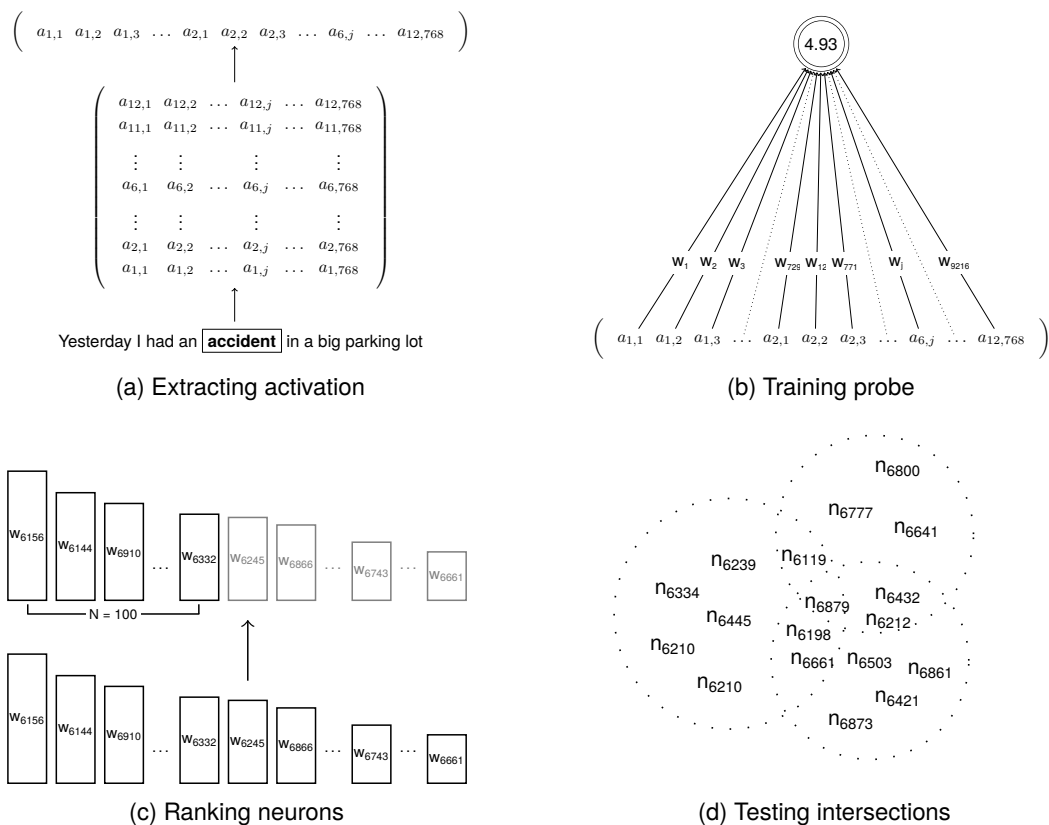 ( a1,1 a1,2 a1,3 … a2,1 a2,2 a2,3 … a6,j … a12,768 )
a12,1 a12,2 … a12,j … a12,768
a11,1 a11,2 … a11,j … a11,768
⋮ ⋮ ⋮ ⋮
a6,1 a6,2 … a6,j … a6,768
⋮ ⋮ ⋮ ⋮
a2,1 a2,2 … a2,j … a2,768
a1,1 a1,2 … a1,j … a1,768
Yesterday I had an accident in a big parking lot
(a) Extracting activation
4.93
w1 w2 w3 w729 w12 w771 wj w9216
( a1,1 a1,2 a1,3 … a2,1 a2,2 a2,3 … a6,j … a12,768 )
(b) Training probe
w6156 w6144 w6910 … w6332 w6245 w6866 … w6743 … w6661
N = 100
w6156 w6144 w6910 … w6332 w6245 w6866 … w6743 … w6661
(c) Ranking neurons
n6800
n6777
n6641
n6119
n6239
n6334
n6432
n6879
n6445
n6212
n6198
n6210
n6661
n6503
n6861
n6210
n6421
n6873
(d) Testing intersections